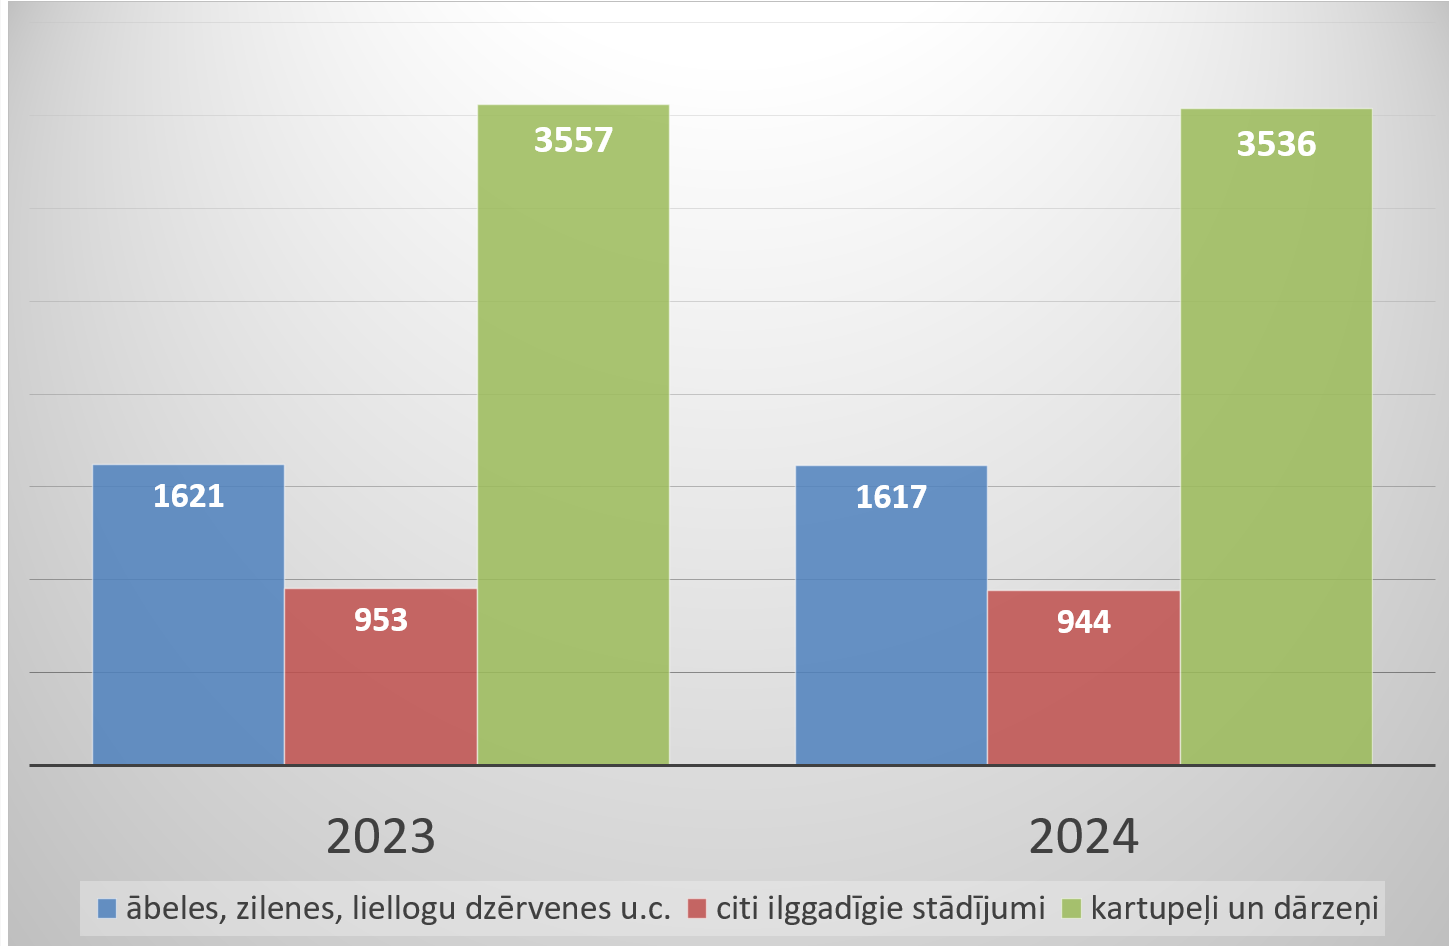 3557
3536
1621
1617
953
944
2023
2024
ābeles, zilenes, liellogu dzērvenes u.c.
citi ilggadīgie stādījumi
kartupeļi un dārzeņi